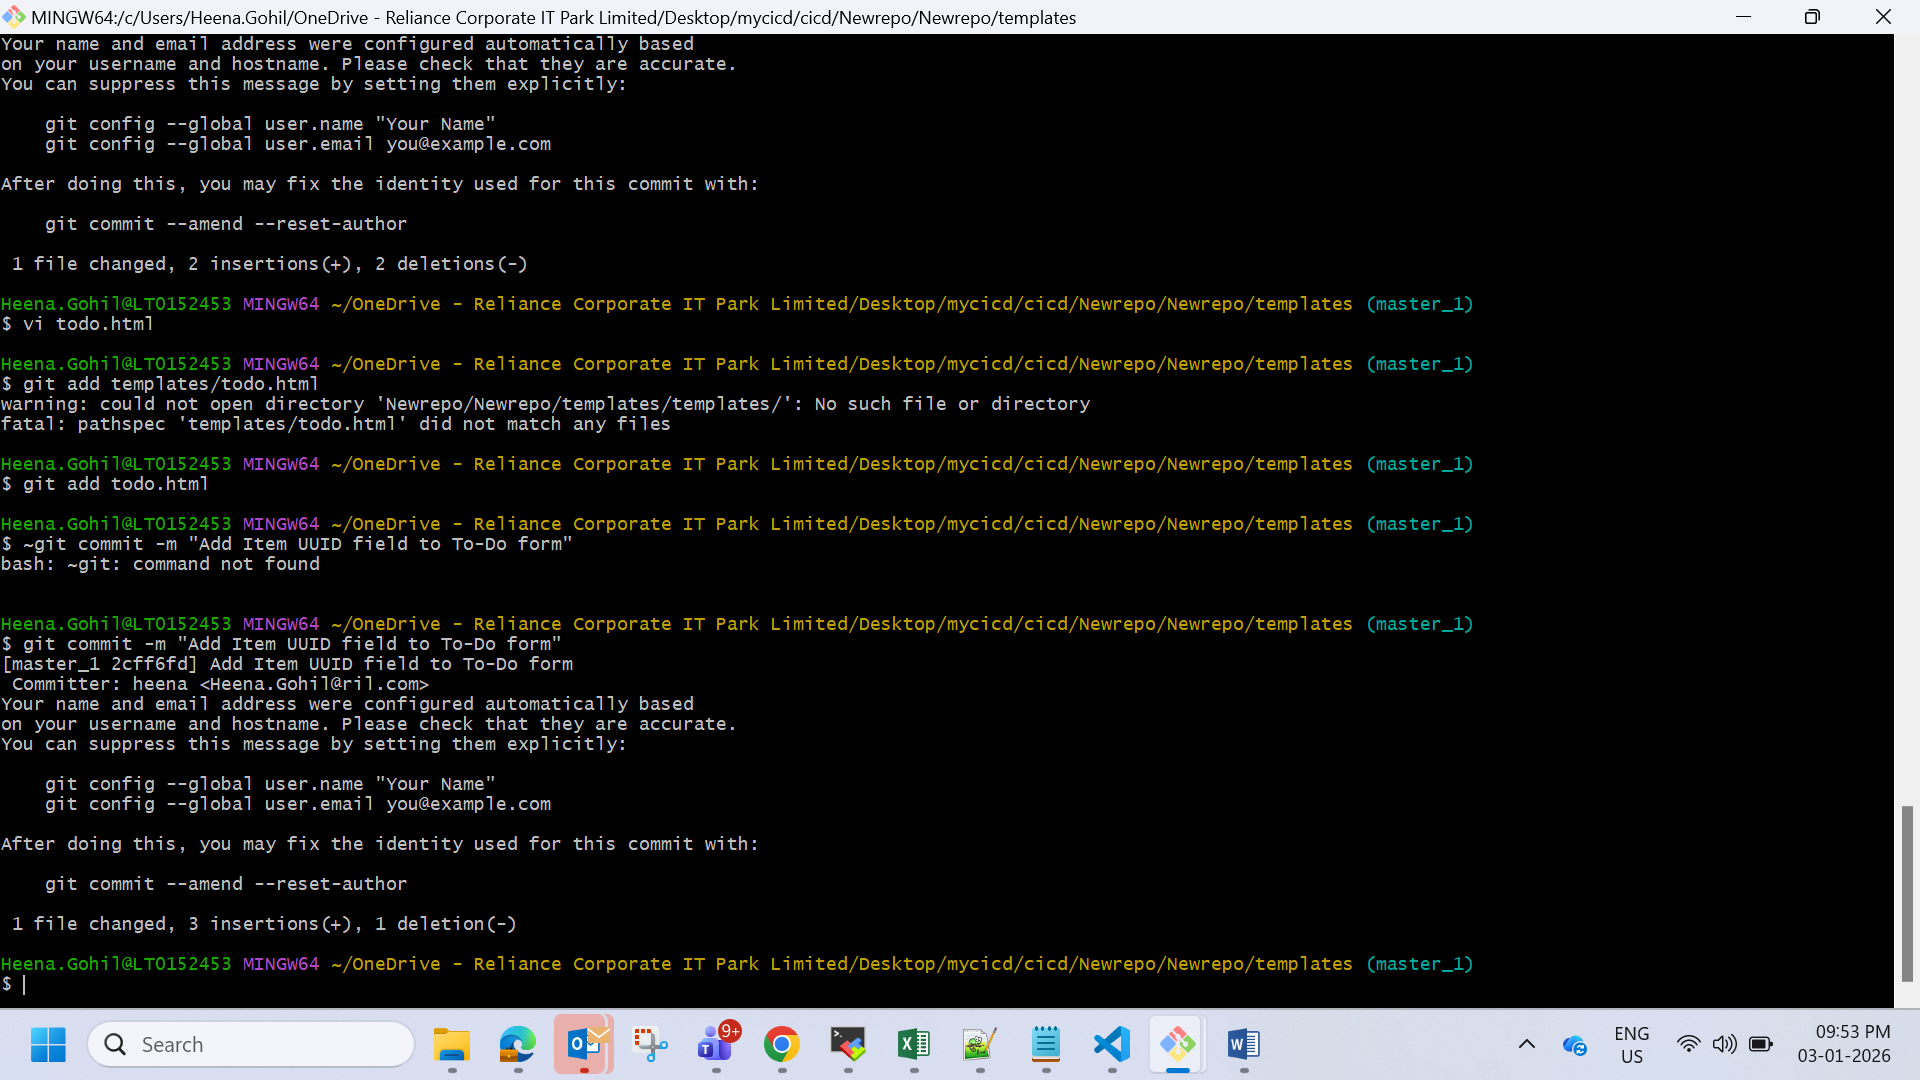 MINGW64:/c/Users/Heena.Gohil/OneDrive - Reliance Corporate IT Park Limited/Desktop/mycicd/cicd/Newrepo/Newrepo/templates
Your name and email address were configured automatically based
on your username and hostname. Please check that they are accurate.
You can suppress this message by setting them explicitly:
git config --global user.name "Your Name"
git config --global user.email you@example.com
After doing this, you may fix the identity used for this commit with:
git commit --amend --reset-author
1 file changed, 2 insertions(+), 2 deletions(-)
Heena.Gohil@LT0152453 MINGW64 ~/OneDrive - Reliance Corporate IT Park Limited/Desktop/mycicd/cicd/Newrepo/Newrepo/templates (master_1)
$ vi todo.html
Heena.Gohil@LT0152453 MINGW64 ~/OneDrive - Reliance Corporate IT Park Limited/Desktop/mycicd/cicd/Newrepo/Newrepo/templates (master_1)
$ git add templates/todo.html
warning: could not open directory 'Newrepo/Newrepo/templates/templates/': No such file or directory
fatal: pathspec 'templates/todo.html' did not match any files
Heena.Gohil@LT0152453 MINGW64 ~/OneDrive - Reliance Corporate IT Park Limited/Desktop/mycicd/cicd/Newrepo/Newrepo/templates (master_1)
$ git add todo.html
Heena.Gohil@LT0152453 MINGW64 ~/OneDrive - Reliance Corporate IT Park Limited/Desktop/mycicd/cicd/Newrepo/Newrepo/templates (master_1)
$ ~git commit -m "Add Item UUID field to To-Do form"
bash: ~git: command not found
Heena.Gohil@LT0152453 MINGW64 ~/OneDrive - Reliance Corporate IT Park Limited/Desktop/mycicd/cicd/Newrepo/Newrepo/templates (master_1)
$ git commit -m "Add Item UUID field to To-Do form"
[master_1 2cff6fd] Add Item UUID field to To-Do form
Committer: heena <Heena.Gohil@ril.com>
Your name and email address were configured automatically based
on your username and hostname. Please check that they are accurate.
You can suppress this message by setting them explicitly:
git config --global user.name "Your Name"
git config --global user.email you@example.com
After doing this, you may fix the identity used for this commit with:
git commit --amend --reset-author
1 file changed, 3 insertions(+), 1 deletion(-)
Heena.Gohil@LT0152453 MINGW64 ~/OneDrive - Reliance Corporate IT Park Limited/Desktop/mycicd/cicd/Newrepo/Newrepo/templates (master_1)
$
Search
9+
ENG
US
09:53 PM
03-01-2026